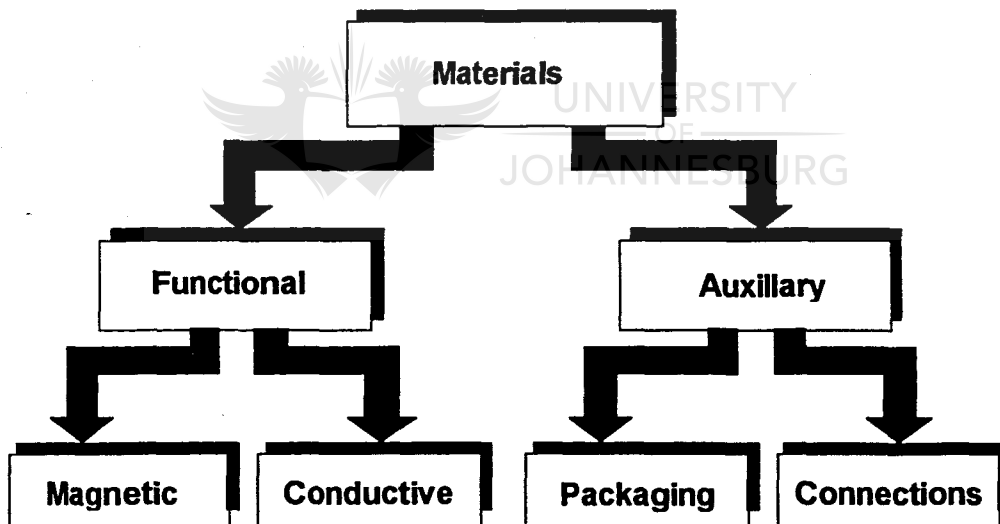 Materials
UNIVERSITY
OF
JOHANNESBURG
Functional
Auxillary
Magnetic
Conductive
Packaging
Connections